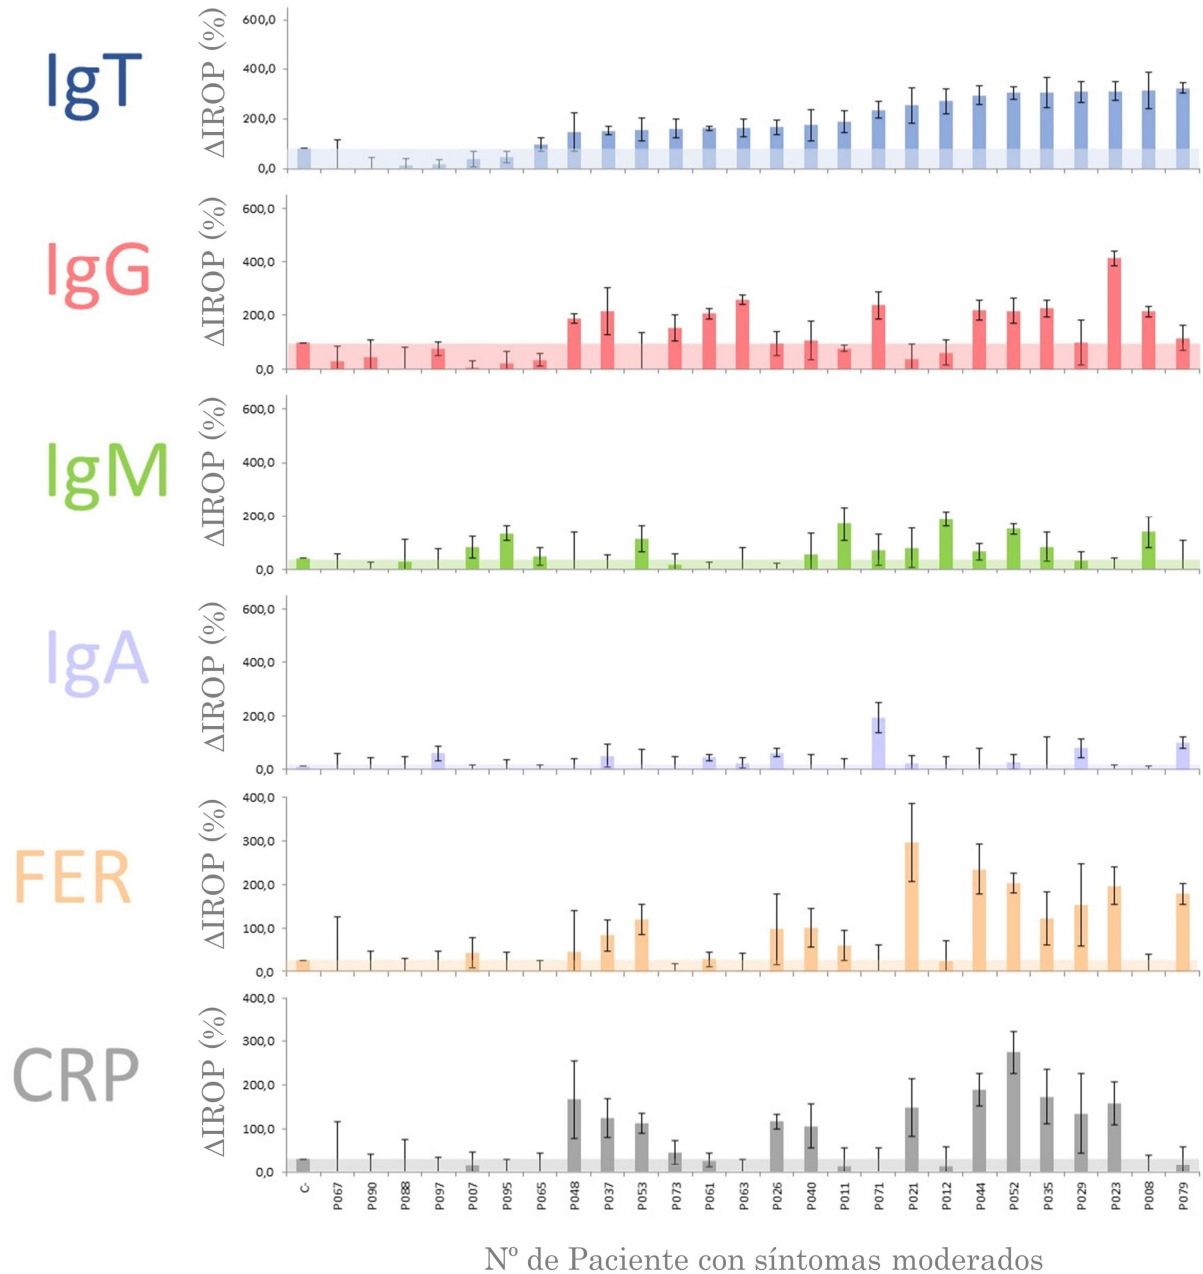 IgT
ΔIROP (%)
600,0
400,0
200,0
0,0
IgG
ΔIROP (%)
600,0
400,0
200,0
0,0
IgM
ΔIROP (%)
600,0
400,0
200,0
0,0
IgA
ΔIROP (%)
600,0
400,0
200,0
0,0
FER
ΔIROP (%)
400,0
300,0
200,0
100,0
0,0
CRP
ΔIROP (%)
400,0
300,0
200,0
100,0
0,0
C-
P067
P090
P088
P097
P007
P095
P065
P048
P037
P053
P073
P061
P063
P026
P040
P011
P071
P021
P012
P044
P052
P035
P029
P023
P008
P079
Nº de Paciente con síntomas moderados